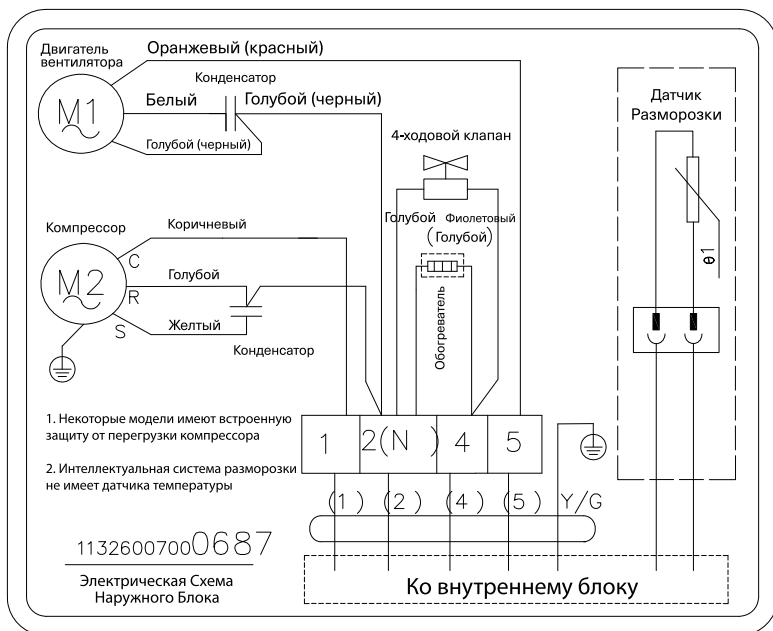 Двигатель
вентилятора
Оранжевый (красный)
Конденсатор
M1
Белый
Голубой (черный)
Голубой (черный)
4-ходовой клапан
Датчик
Разморозки
Компрессор
Коричневый
Голубой
Фиолетовый
(Голубой)
C
M2
Голубой
R
S
Желтый
Конденсатор
Обогреватель
θ1
1. Некоторые модели имеют встроенную
защиту от перегрузки компрессора
2. Интеллектуальная система разморозки
не имеет датчика температуры
1 2(N ) 4 5
(1) (2) (4) (5) Y/G
11326007000687
Электрическая Схема
Наружного Блока
Ко внутреннему блоку